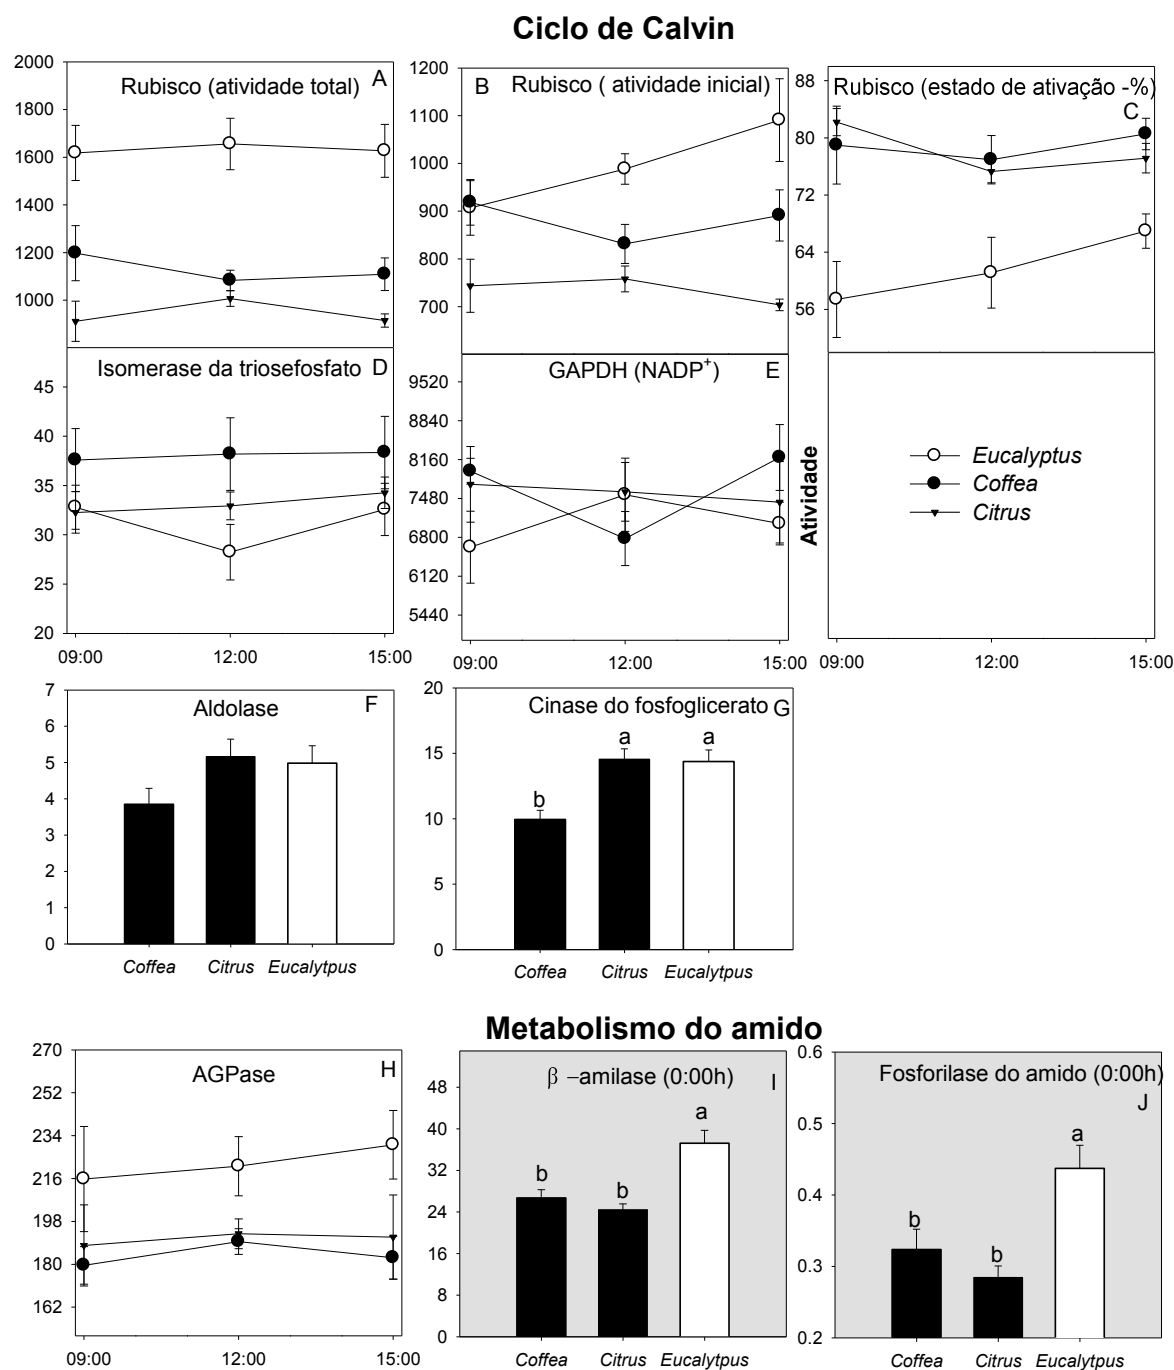 Ciclo de Calvin
Rubisco (atividade total) A
2000
1800
1600
1400
1200
1000
B Rubisco ( atividade inicial)
1200
1100
1000
900
800
700
Rubisco (estado de ativação -%)
C
88
80
72
64
56
Isomerase da triosefosfato D
45
40
35
30
25
20
09:00 12:00 15:00
GAPDH (NADP+) E
9520
8840
8160
7480
6800
6120
5440
09:00 12:00 15:00
Atividade
Eucalyptus
Coffea
Citrus
09:00 12:00 15:00
Aldolase F
7
6
5
4
3
2
1
0
Coffea Citrus Eucalytpus
Cinase do fosfoglicerato G
20
15
10
5
0
b a a
Coffea Citrus Eucalyptus
Metabolismo do amido
AGPase H
270
252
234
216
198
180
162
09:00 12:00 15:00
β –amilase (0:00h) I
48
40
32
24
16
8
0
b b a
Coffea Citrus Eucalyptus
Fosforilase do amido (0:00h)
J
0.6
0.5
0.4
0.3
0.2
b b a
Coffea Citrus Eucalyptus